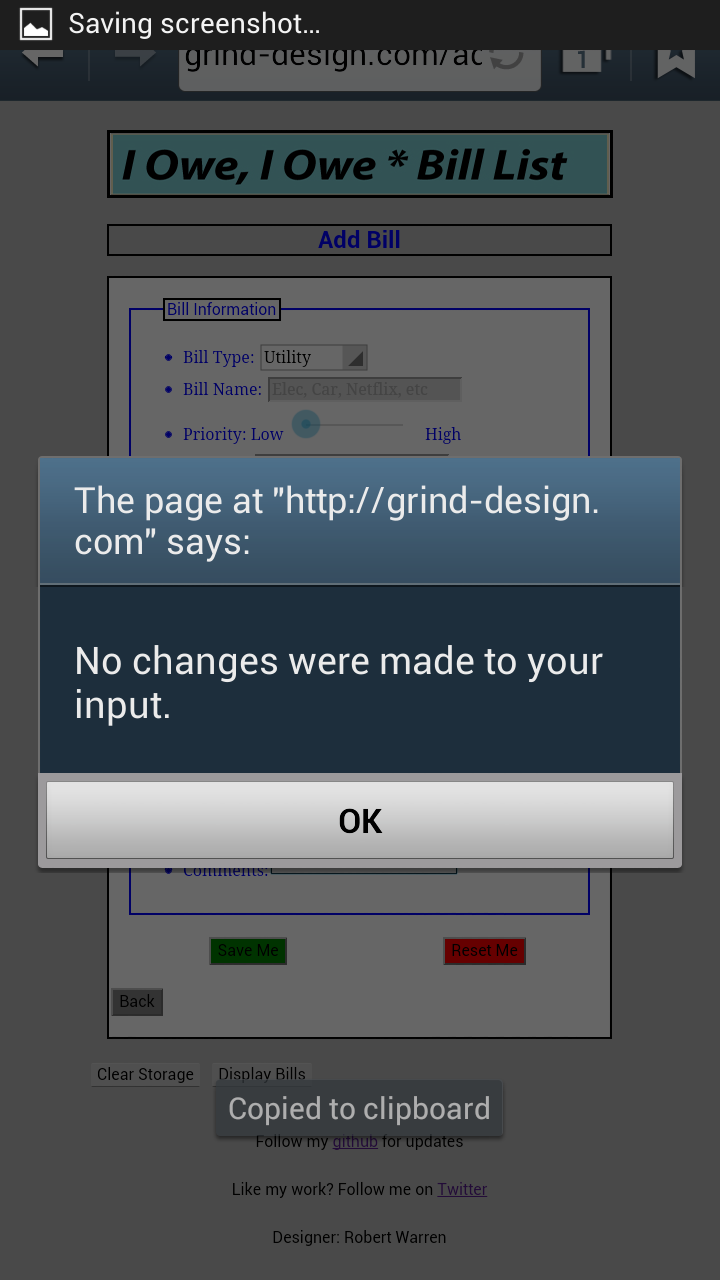 Saving screenshot...
grind-design.com/ad
1
I Owe, I Owe * Bill List
Add Bill
Bill Information
Bill Type: Utility
Bill Name: Elec, Car, Netflix, etc
Priority: Low High
The page at "http://grind-design.
com" says:
No changes were made to your
input.
OK
Comments:
Save Me Reset Me
Back
Clear Storage Display Bills
Copied to clipboard
Follow my github for updates
Like my work? Follow me on Twitter
Designer: Robert Warren